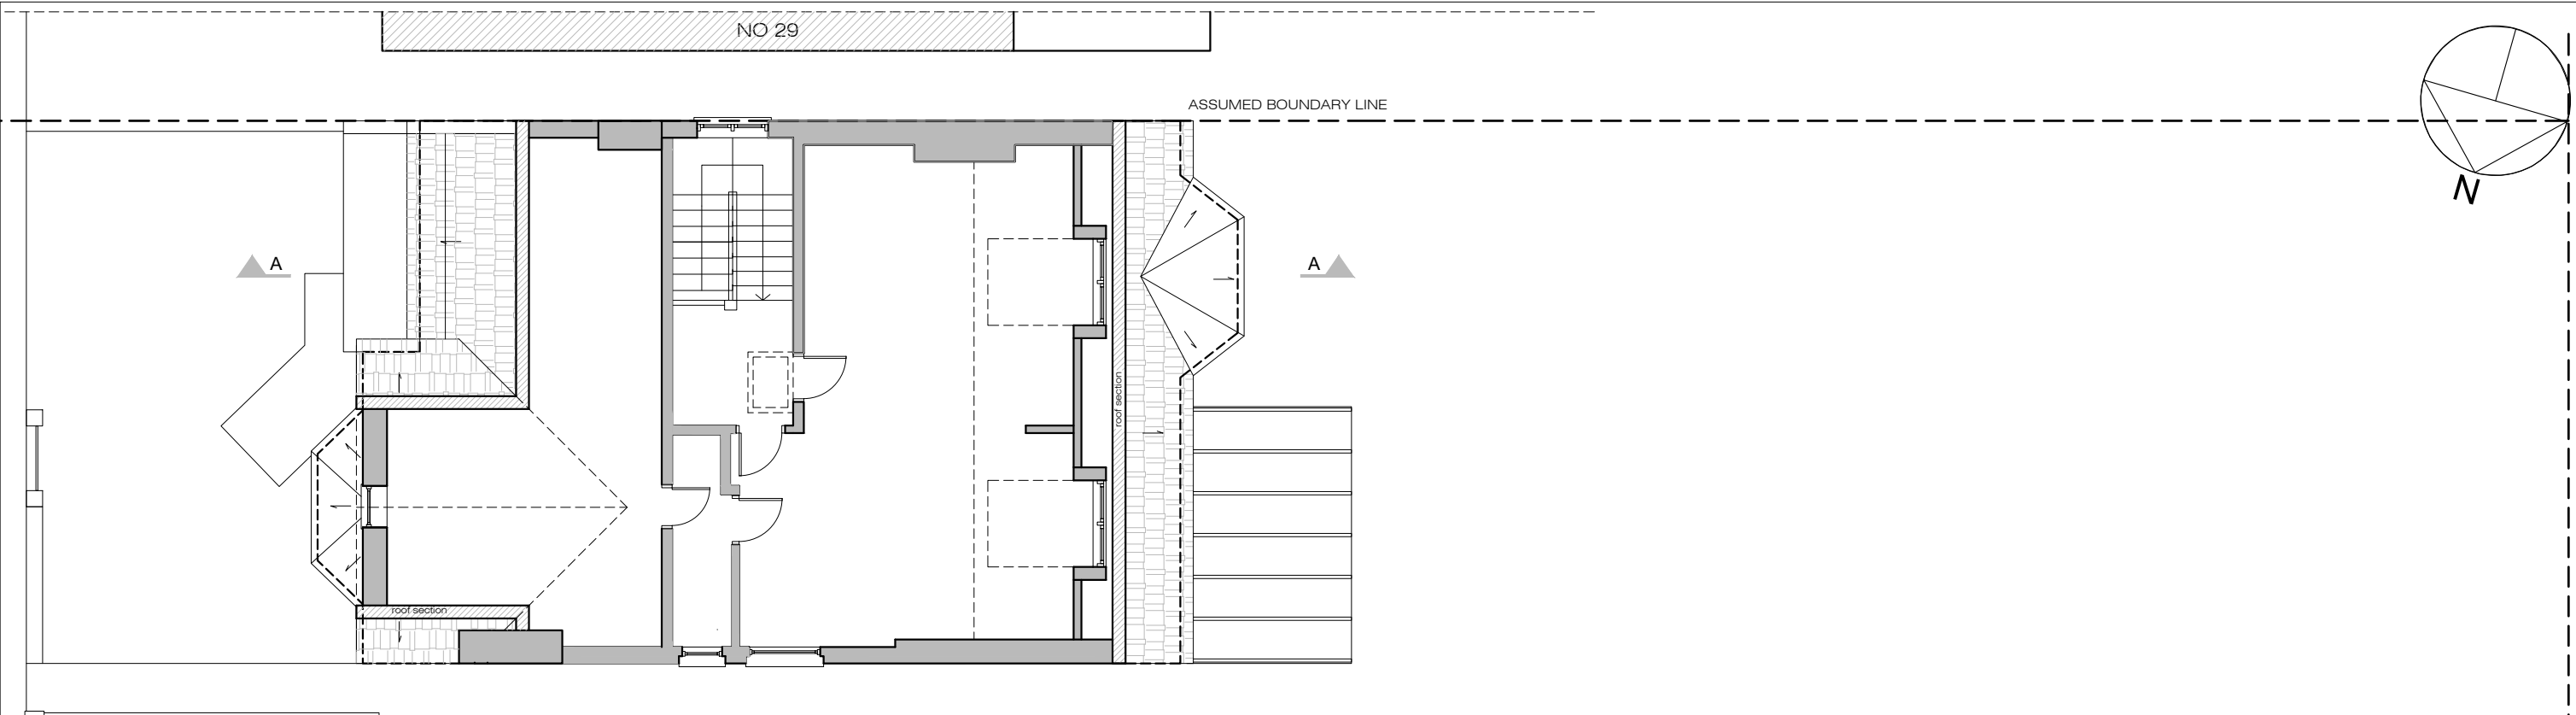 NO 29
ASSUMED BOUNDARY LINE
N
A
A
roof section
roof section